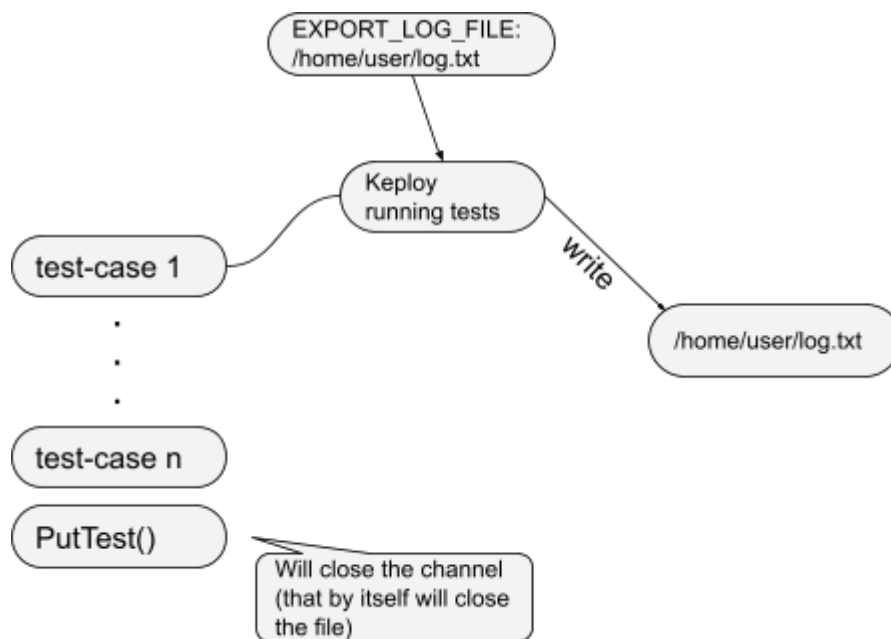 EXPORT_LOG_FILE:
/home/user/log.txt
Keploy
running tests
write
test-case 1
/home/user/log.txt
test-case n
PutTest()
Will close the channel
(that by itself will close
the file)